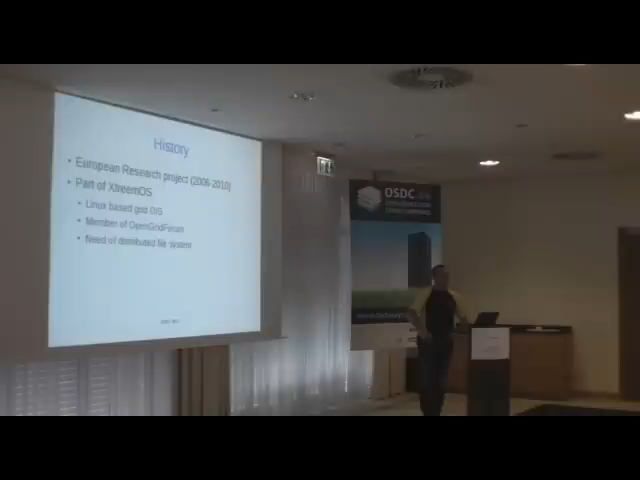 History
• European Research project (2006-2010)
• Part of XtreemOS
• Linux based grid O/S
• Member of OpenGridForum
• Need of distributed file system
OSDC